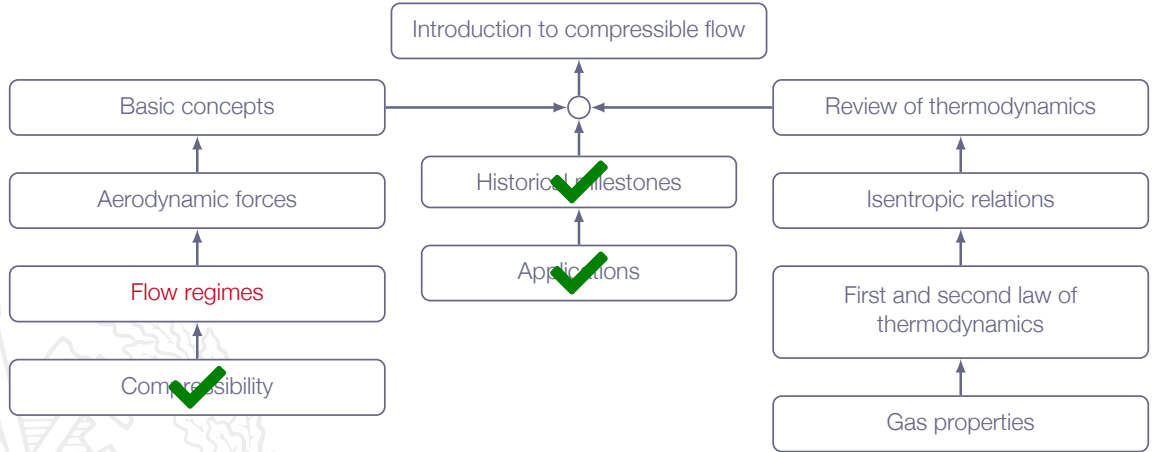 Introduction to compressible flow
Basic concepts
Review of thermodynamics
Historical milestones
Aerodynamic forces
Isentropic relations
Applications
Flow regimes
First and second law of
thermodynamics
Compressibility
Gas properties